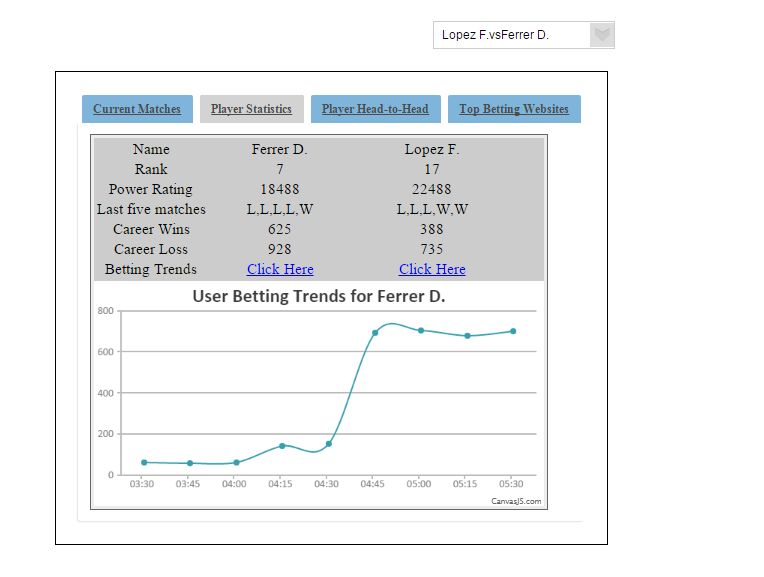 Lopez F.vsFerrer D.
Current Matches Player Statistics Player Head-to-Head Top Betting Websites
Name Ferrer D. Lopez F.
Rank 7 17
Power Rating 18488 22488
Last five matches L,L,L,L,W L,L,L,W,W
Career Wins 625 388
Career Loss 928 735
Betting Trends Click Here Click Here
User Betting Trends for Ferrer D.
800
600
400
200
0
03:30 03:45 04:00 04:15 04:30 04:45 05:00 05:15 05:30
CanvasJS.com